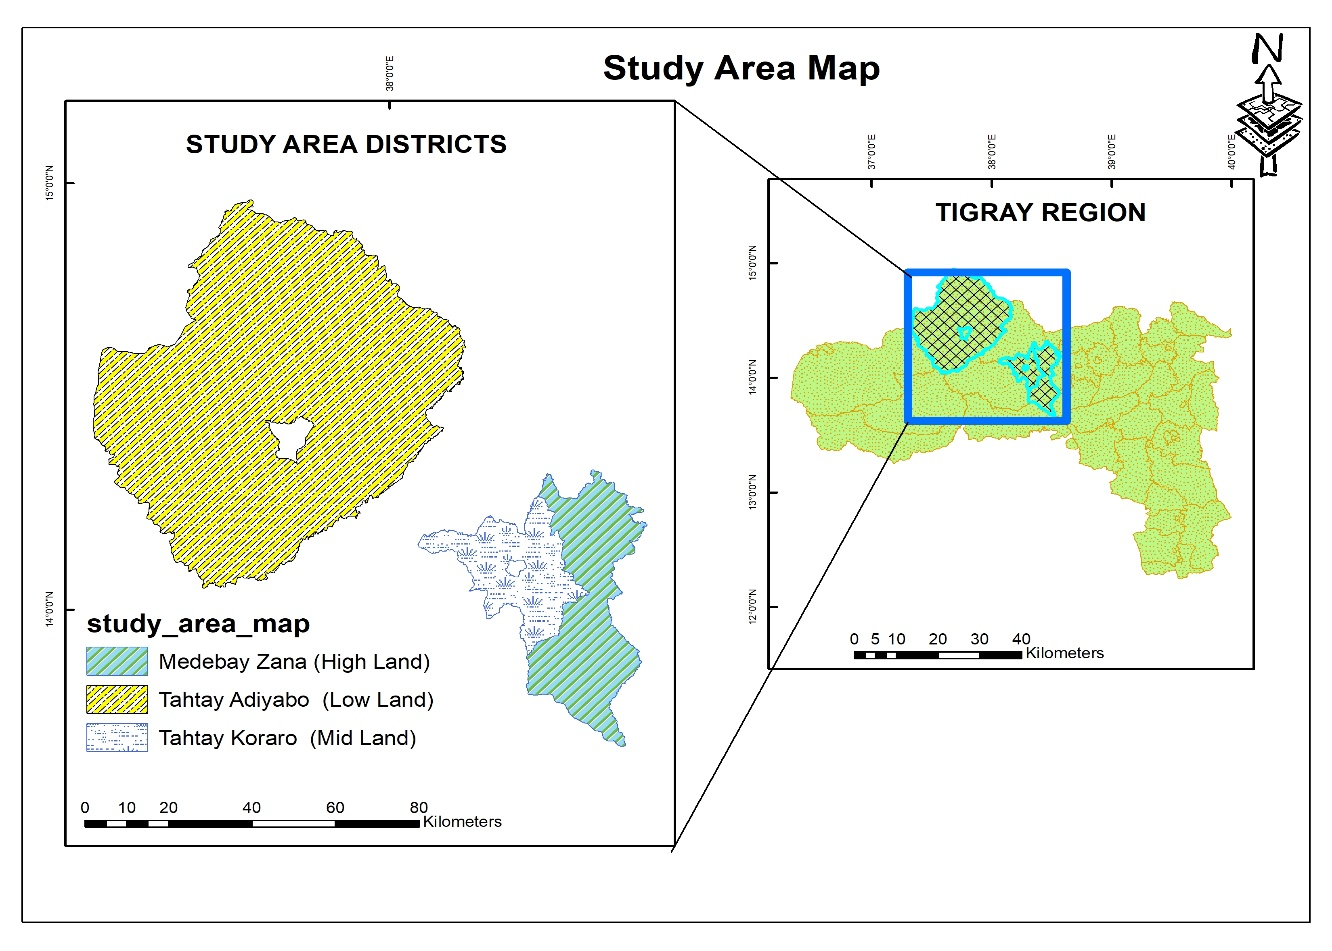 Study Area Map
N
38°0'0"E
STUDY AREA DISTRICTS
15°0'0"N
14°0'0"N
study_area_map
Medebay Zana (High Land)
Tahtay Adiyabo (Low Land)
Tahtay Koraro (Mid Land)
0 10 20 40 60 80
Kilometers
37°0'0"E 38°0'0"E 39°0'0"E 40°0'0"E
TIGRAY REGION
15°0'0"N
14°0'0"N
13°0'0"N
12°0'0"N
0 5 10 20 30 40
Kilometers